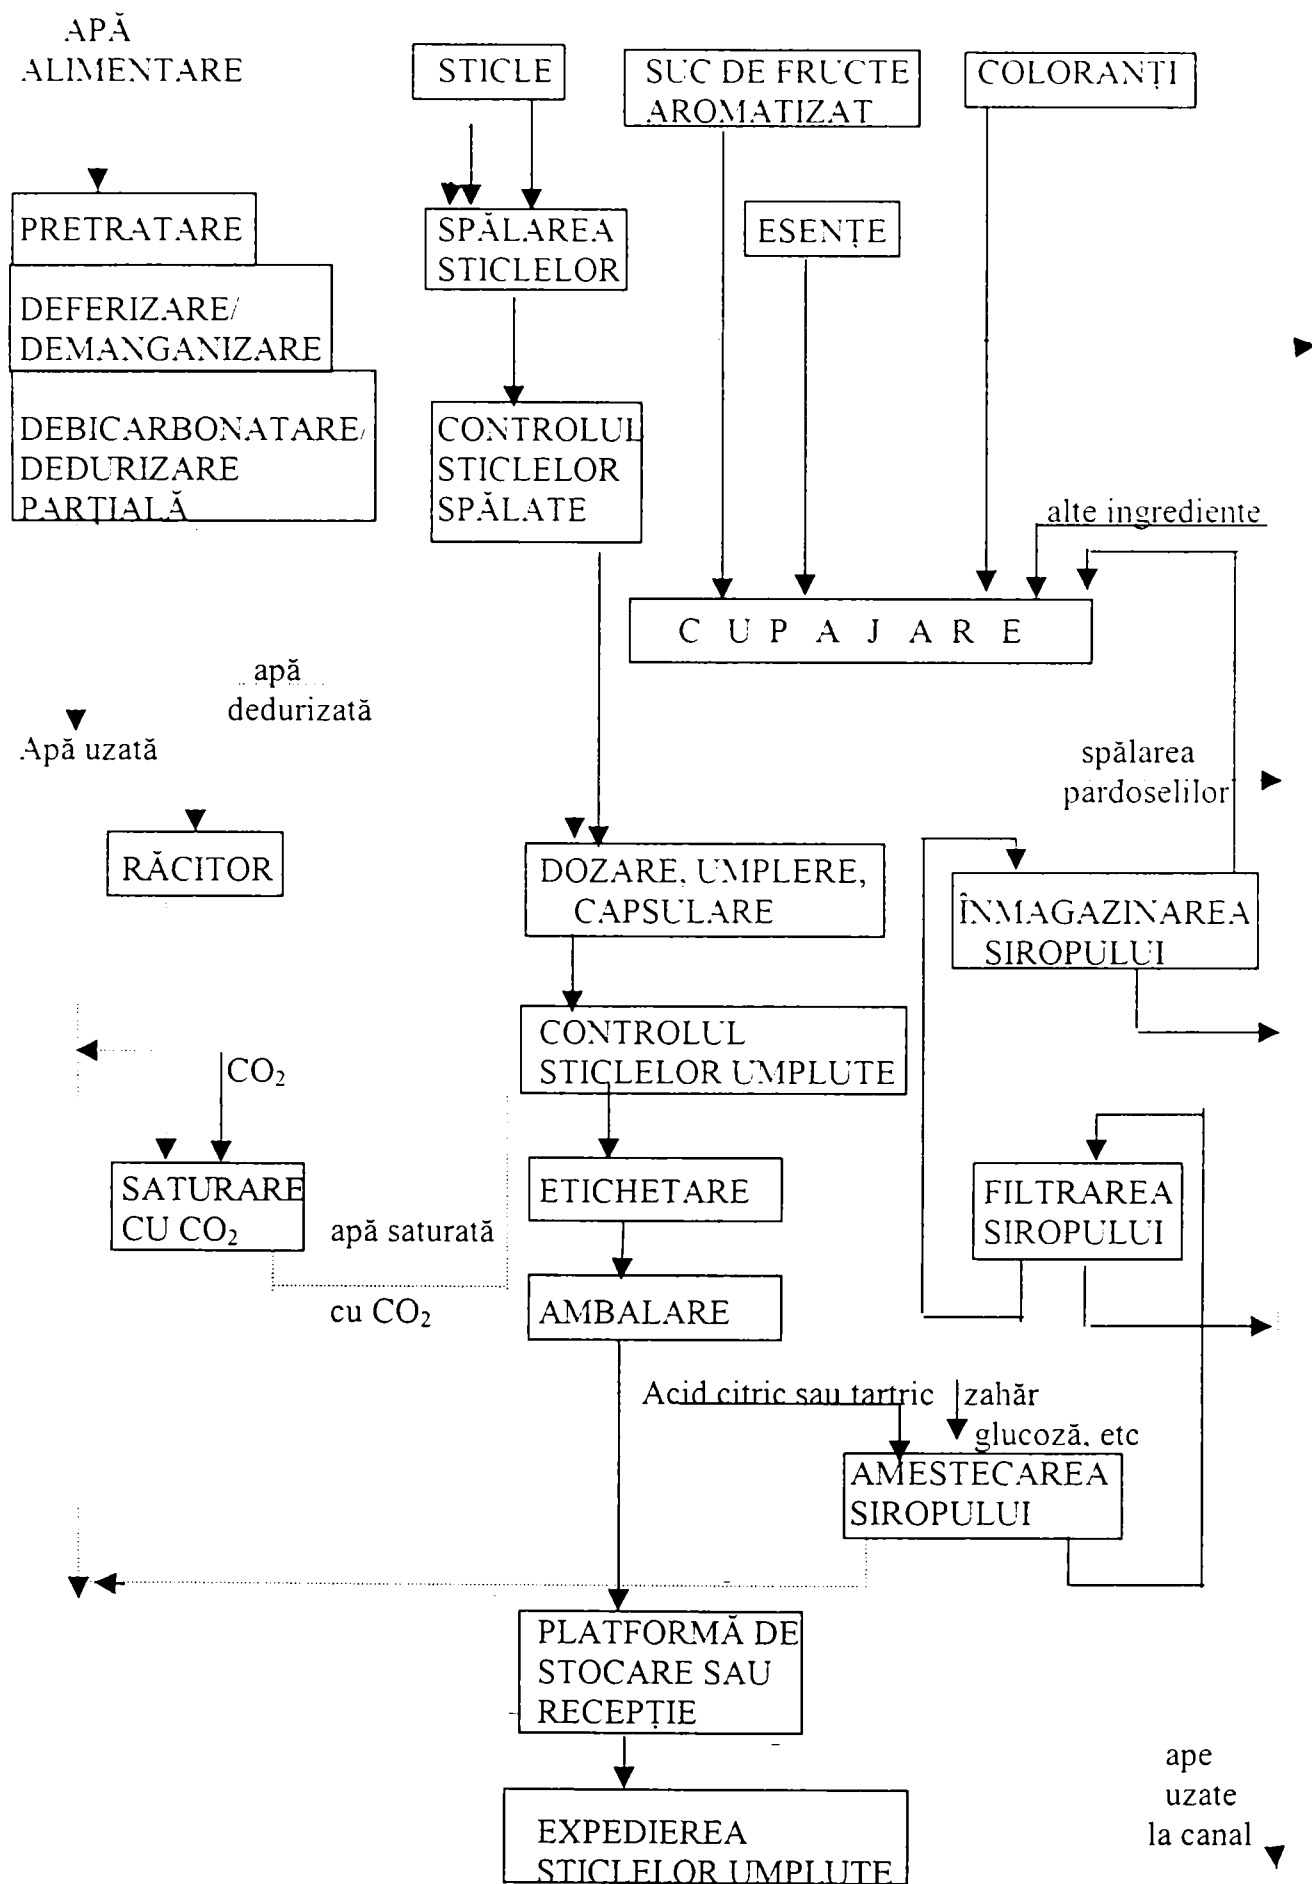 APĂ
ALIMENTARE
STICLE
SUC DE FRUCTE
AROMATIZAT
COLORANȚI
PRETRATARE
SPĂLAREA
STICLELOR
ESENȚE
DEFERIZARE/
DEMANGANIZARE
DEBICARBONATARE/
DEDURIZARE
PARȚIALĂ
CONTROLUL
STICLELOR
SPĂLATE
alte ingrediente
C U P A J A R E
apă
dedurizată
Apă uzată
spălarea
pardoselilor
RĂCITOR
DOZARE, UMPLERE,
CAPSULARE
ÎNMAGAZINAREA
SIROPULUI
CONTROLUL
STICLELOR UMPLUTE
CO₂
SATURARE
CU CO₂
apă saturată
cu CO₂
ETICHETARE
FILTRAREA
SIROPULUI
AMBALARE
Acid citric sau tartric
zahăr
glucoză, etc
AMESTECAREA
SIROPULUI
PLATFORMĂ DE
STOCARE SAU
RECEPȚIE
ape
uzate
la canal
EXPEDIEREA
STICLELOR UMPLUTE